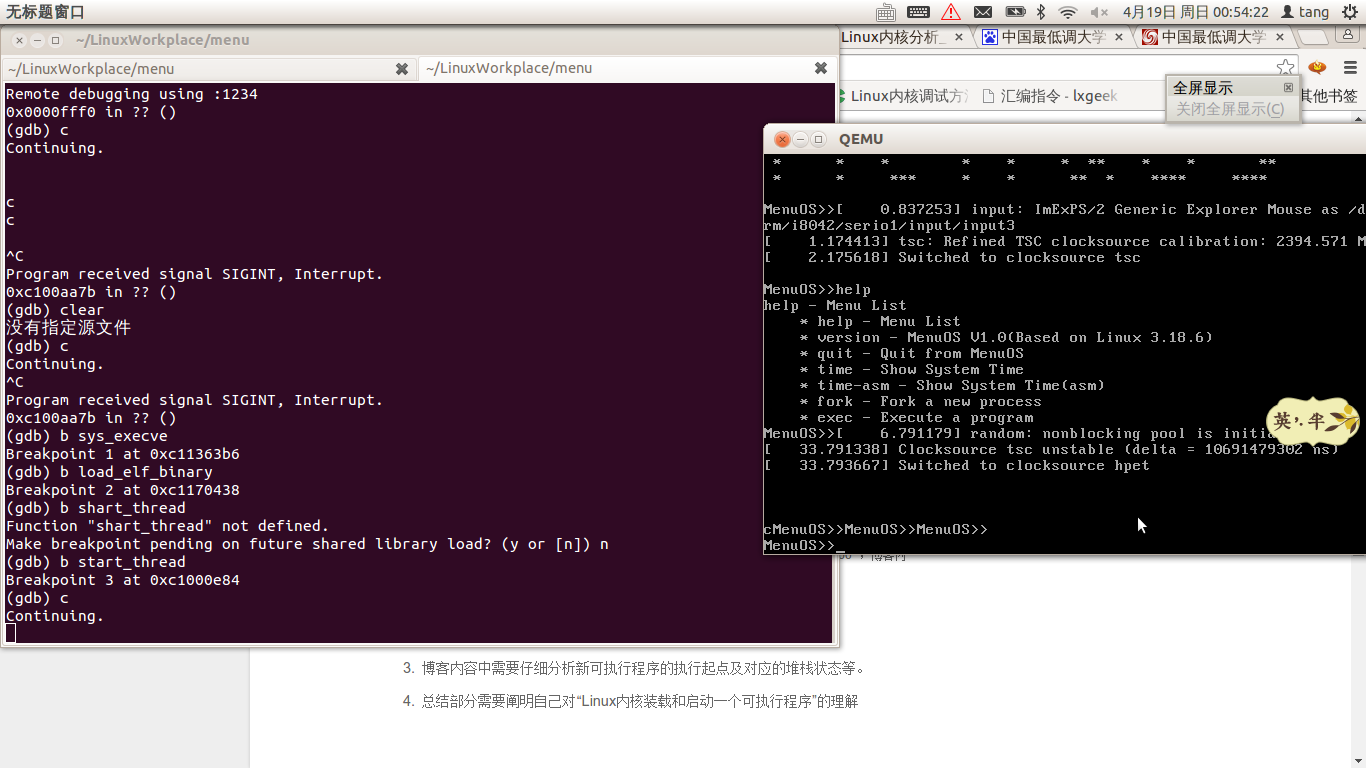 无标题窗口
4月19日 周日 00:54:22
tang
~/LinuxWorkplace/menu
~/LinuxWorkplace/menu
~/LinuxWorkplace/menu
Remote debugging using :1234
0x0000fff0 in ?? ()
(gdb) c
Continuing.
c
c
^C
Program received signal SIGINT, Interrupt.
0xc100aa7b in ?? ()
(gdb) clear
没有指定源文件
(gdb) c
Continuing.
^C
Program received signal SIGINT, Interrupt.
0xc100aa7b in ?? ()
(gdb) b sys_execve
Breakpoint 1 at 0xc11363b6
(gdb) b load_elf_binary
Breakpoint 2 at 0xc1170438
(gdb) b shart_thread
Function "shart_thread" not defined.
Make breakpoint pending on future shared library load? (y or [n]) n
(gdb) b start_thread
Breakpoint 3 at 0xc1000e84
(gdb) c
Continuing.
Linux内核分析_
中国最低调大学
中国最低调大学
Linux内核调试方
汇编指令 - lxgeek
其他书签
全屏显示
关闭全屏显示(C)
QEMU
* * * * * * ** * * **
* * *** * * ** * **** ****
MenuOS>>[    0.837253] input: ImExPS/2 Generic Explorer Mouse as /d
rm/i8042/serio1/input/input3
[    1.174413] tsc: Refined TSC clocksource calibration: 2394.571 M
[    2.175618] Switched to clocksource tsc
MenuOS>>help
help - Menu List
* help - Menu List
* version - MenuOS V1.0(Based on Linux 3.18.6)
* quit - Quit from MenuOS
* time - Show System Time
* time-asm - Show System Time(asm)
* fork - Fork a new process
* exec - Execute a program
MenuOS>>[    6.791179] random: nonblocking pool is initia
[   33.791338] Clocksource tsc unstable (delta = 10691479302 ns)
[   33.793667] Switched to clocksource hpet
cMenuOS>>MenuOS>>MenuOS>>
MenuOS>>_
英
半
3. 博客内容中需要仔细分析新可执行程序的执行起点及对应的堆栈状态等。
4. 总结部分需要阐明自己对“Linux内核装载和启动一个可执行程序”的理解